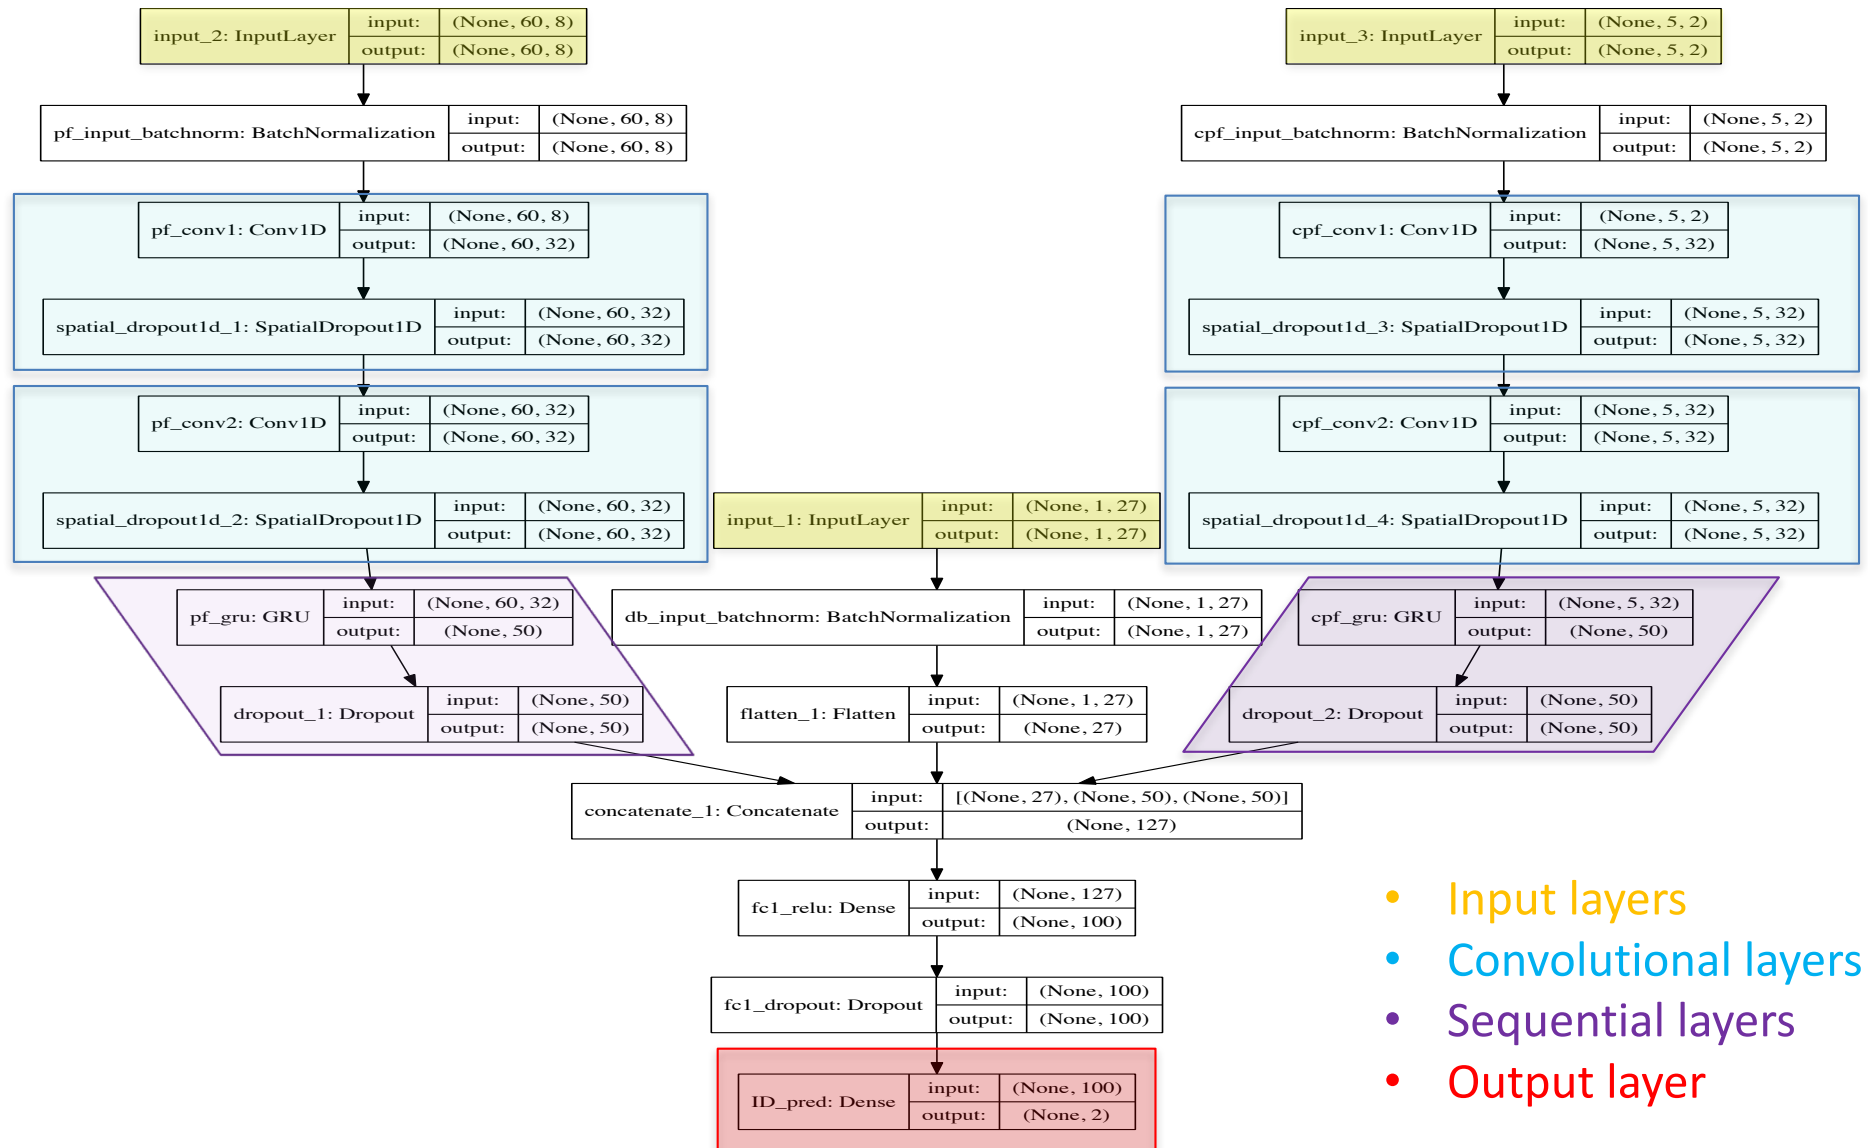 input_2: InputLayer
input: (None, 60, 8)
output: (None, 60, 8)
input_3: InputLayer
input: (None, 5, 2)
output: (None, 5, 2)
pf_input_batchnorm: BatchNormalization
input: (None, 60, 8)
output: (None, 60, 8)
cpf_input_batchnorm: BatchNormalization
input: (None, 5, 2)
output: (None, 5, 2)
pf_conv1: Conv1D
input: (None, 60, 8)
output: (None, 60, 32)
cpf_conv1: Conv1D
input: (None, 5, 2)
output: (None, 5, 32)
spatial_dropout1d_1: SpatialDropout1D
input: (None, 60, 32)
output: (None, 60, 32)
spatial_dropout1d_3: SpatialDropout1D
input: (None, 5, 32)
output: (None, 5, 32)
pf_conv2: Conv1D
input: (None, 60, 32)
output: (None, 60, 32)
cpf_conv2: Conv1D
input: (None, 5, 32)
output: (None, 5, 32)
spatial_dropout1d_2: SpatialDropout1D
input: (None, 60, 32)
output: (None, 60, 32)
input_1: InputLayer
input: (None, 1, 27)
output: (None, 1, 27)
spatial_dropout1d_4: SpatialDropout1D
input: (None, 5, 32)
output: (None, 5, 32)
pf_gru: GRU
input: (None, 60, 32)
output: (None, 50)
db_input_batchnorm: BatchNormalization
input: (None, 1, 27)
output: (None, 1, 27)
cpf_gru: GRU
input: (None, 5, 32)
output: (None, 50)
dropout_1: Dropout
input: (None, 50)
output: (None, 50)
flatten_1: Flatten
input: (None, 1, 27)
output: (None, 27)
dropout_2: Dropout
input: (None, 50)
output: (None, 50)
concatenate_1: Concatenate
input: [(None, 27), (None, 50), (None, 50)]
output: (None, 127)
fc1_relu: Dense
input: (None, 127)
output: (None, 100)
fc1_dropout: Dropout
input: (None, 100)
output: (None, 100)
ID_pred: Dense
input: (None, 100)
output: (None, 2)
• Input layers
• Convolutional layers
• Sequential layers
• Output layer